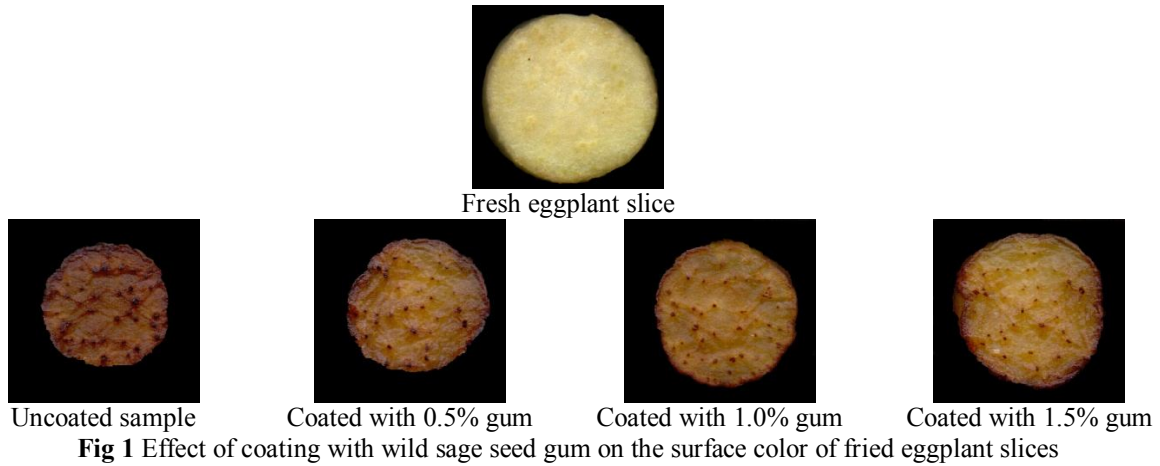 Fresh eggplant slice
Uncoated sample
Coated with 0.5% gum
Coated with 1.0% gum
Coated with 1.5% gum
Fig 1 Effect of coating with wild sage seed gum on the surface color of fried eggplant slices